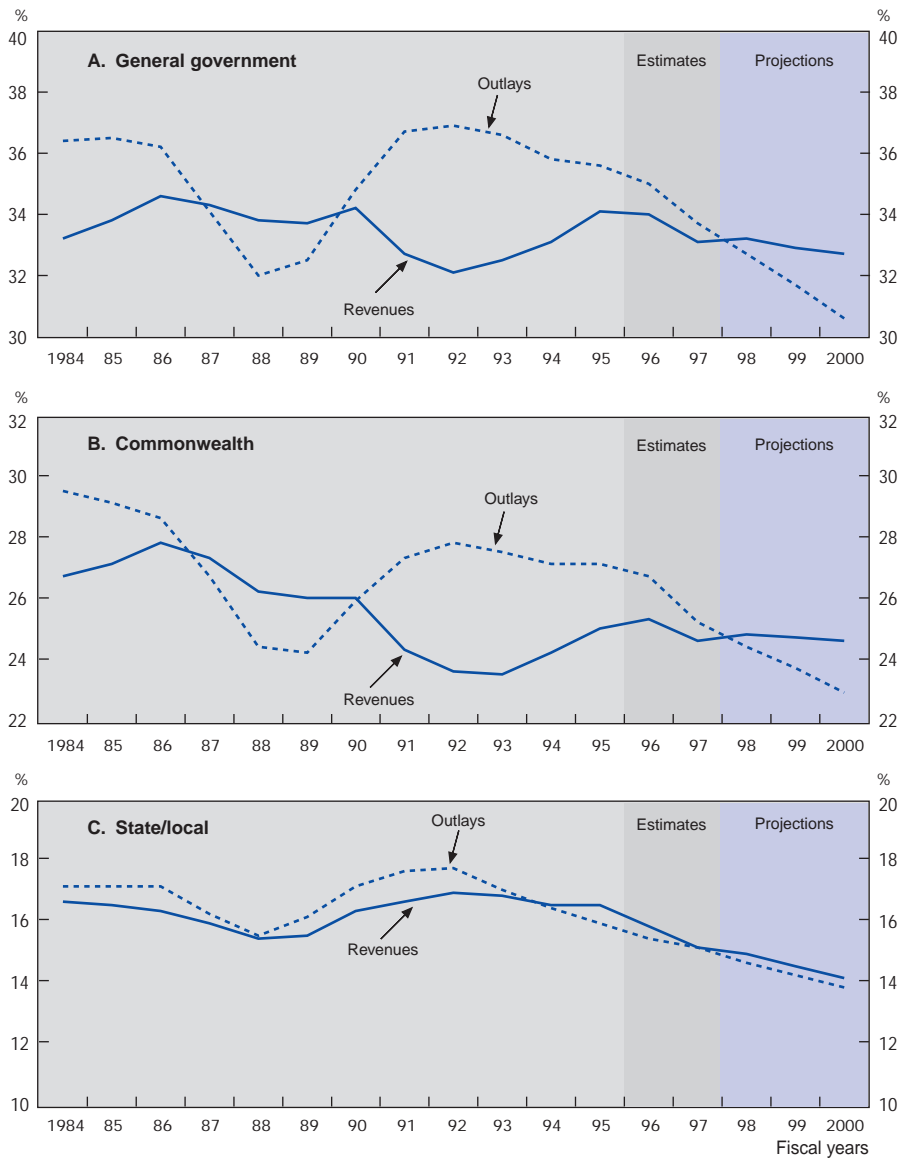 % %
40 40
A. General government Estimates Projections
Outlays
38 38
36 36
34 34
32 32
Revenues
30 30
1984 85 86 87 88 89 90 91 92 93 94 95 96 97 98 99 2000
% %
32 32
B. Commonwealth Estimates Projections
30 30
Outlays
28 28
26 26
24 24
Revenues
22 22
1984 85 86 87 88 89 90 91 92 93 94 95 96 97 98 99 2000
% %
20 20
C. State/local Outlays Estimates Projections
18 18
16 16
Revenues
14 14
12 12
10 10
1984 85 86 87 88 89 90 91 92 93 94 95 96 97 98 99 2000
Fiscal years